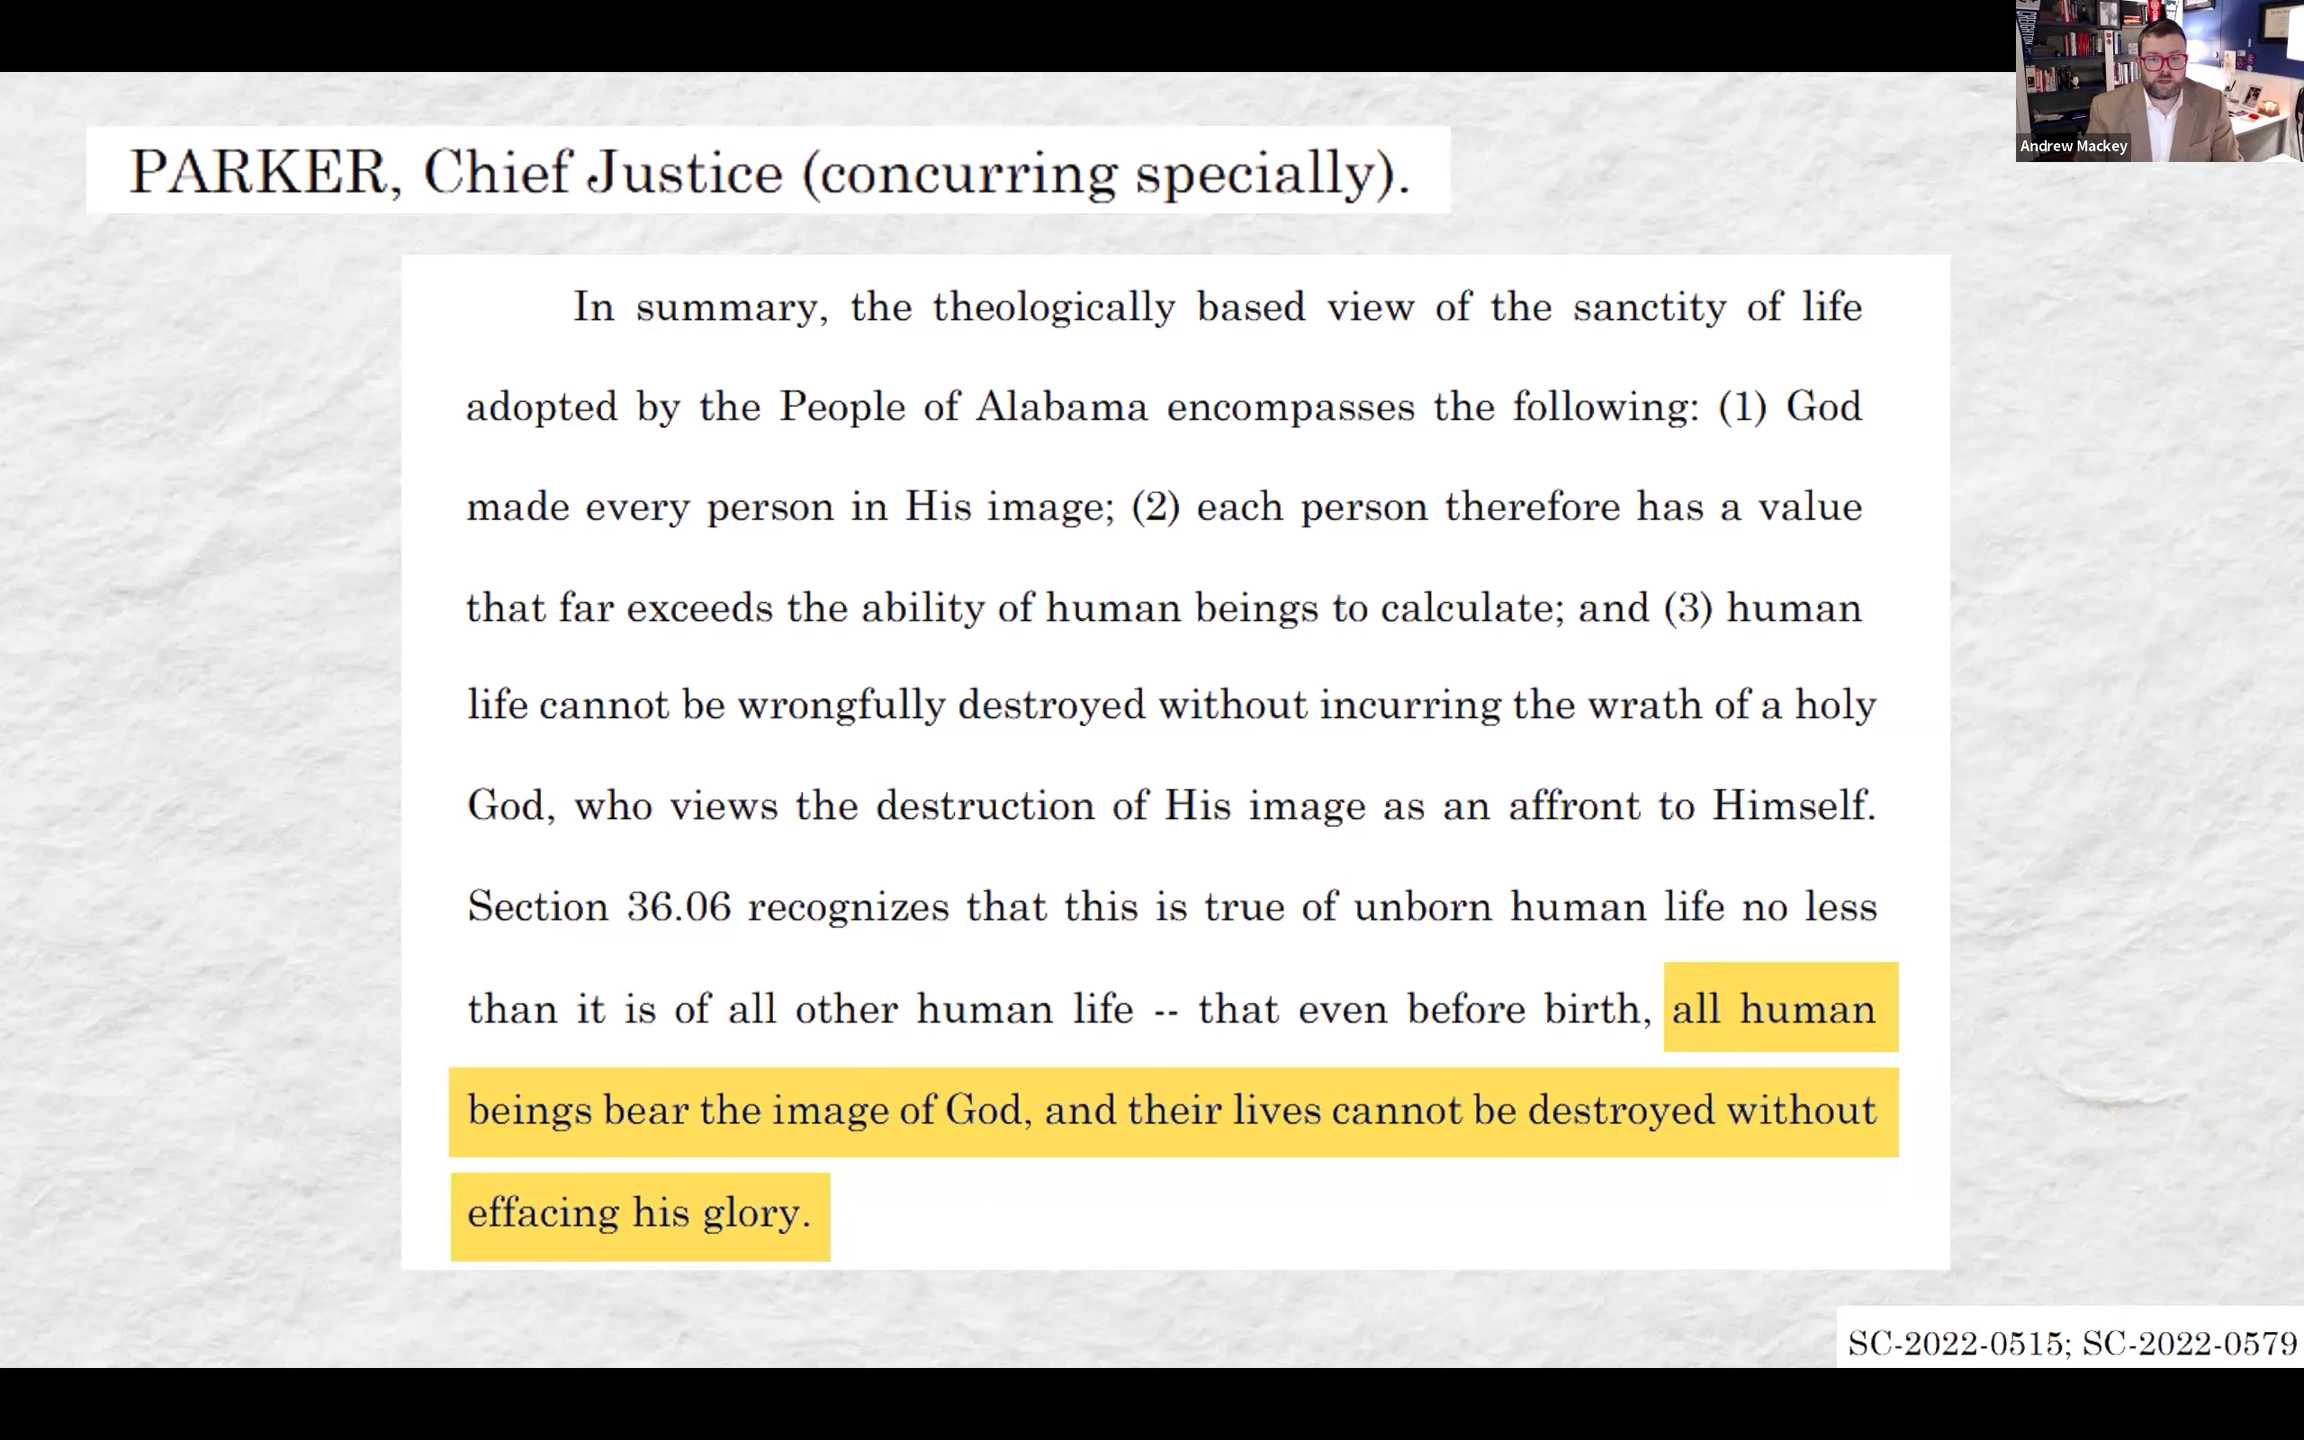 CREIGHTON
Andrew Mackey
PARKER, Chief Justice (concurring specially).
In summary, the theologically based view of the sanctity of life
adopted by the People of Alabama encompasses the following: (1) God
made every person in His image; (2) each person therefore has a value
that far exceeds the ability of human beings to calculate; and (3) human
life cannot be wrongfully destroyed without incurring the wrath of a holy
God, who views the destruction of His image as an affront to Himself.
Section 36.06 recognizes that this is true of unborn human life no less
than it is of all other human life -- that even before birth, all human
beings bear the image of God, and their lives cannot be destroyed without
effacing his glory.
SC-2022-0515; SC-2022-0579